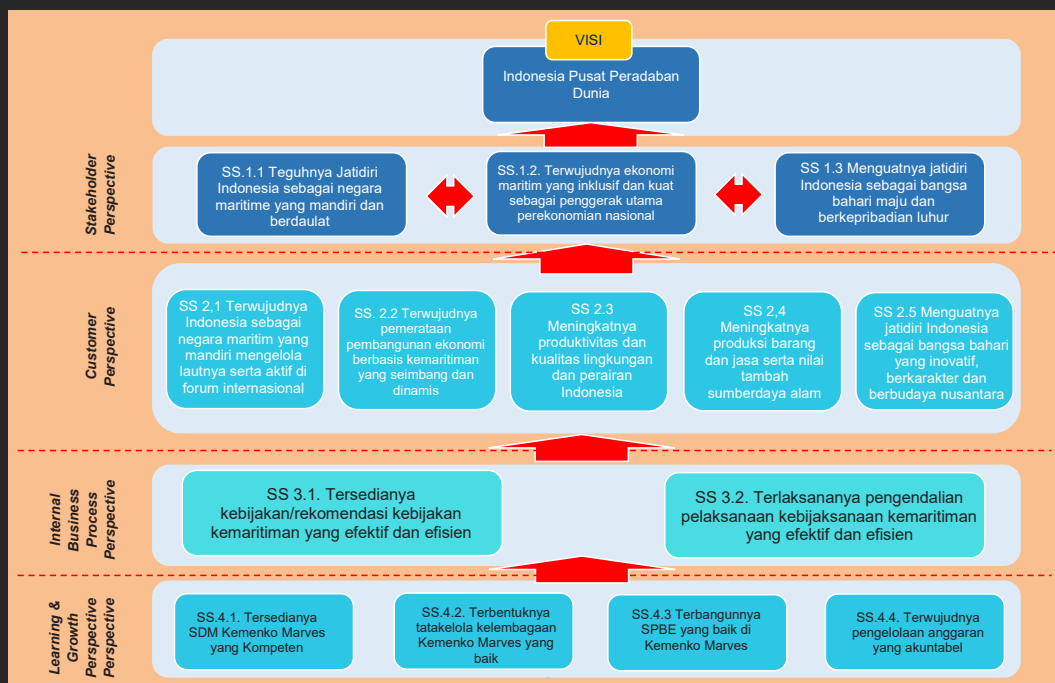 VISI
Indonesia Pusat Peradaban
Dunia
Stakeholder
Perspective
SS.1.1 Teguhnya Jatidiri
Indonesia sebagai negara
maritime yang mandiri dan
berdaulat
SS.1.2. Terwujudnya ekonomi
maritim yang inklusif dan kuat
sebagai penggerak utama
perekonomian nasional
SS 1.3 Menguatnya jatidiri
Indonesia sebagai bangsa
bahari maju dan
berkepribadian luhur
Customer
Perspective
SS 2,1 Terwujudnya
Indonesia sebagai
negara maritim yang
mandiri mengelola
lautnya serta aktif di
forum internasional
SS. 2.2 Terwujudnya
pemerataan
pembangunan ekonomi
berbasis kemaritiman
yang seimbang dan
dinamis
SS 2.3
Meningkatnya
produktivitas dan
kualitas lingkungan
dan perairan
Indonesia
SS 2,4
Meningkatnya
produksi barang
dan jasa serta nilai
tambah
sumberdaya alam
SS 2.5 Menguatnya
jatidiri Indonesia
sebagai bangsa bahari
yang inovatif,
berkarakter dan
berbudaya nusantara
Internal
Business
Process
Perspective
SS 3.1. Tersedianya
kebijakan/rekomendasi kebijakan
kemaritiman yang efektif dan efisien
SS 3.2. Terlaksananya pengendalian
pelaksanaan kebijaksanaan kemaritiman
yang efektif dan efisien
Learning &
Growth
Perspective
Perspective
SS.4.1. Tersedianya
SDM Kemenko Marves
yang Kompeten
SS.4.2. Terbentuknya
tatakelola kelembagaan
Kemenko Marves yang
baik
SS.4.3 Terbangunnya
SPBE yang baik di
Kemenko Marves
SS.4.4. Terwujudnya
pengelolaan anggaran
yang akuntabel